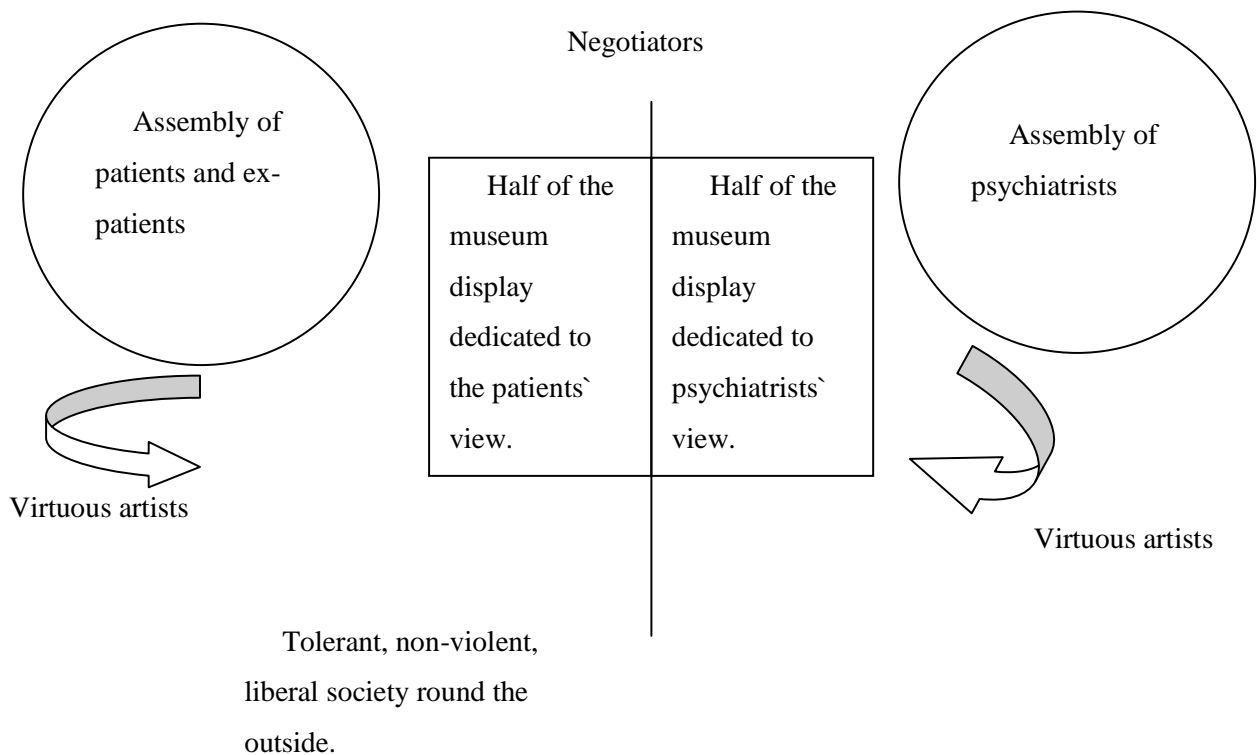 Negotiators
Assembly of
patients and ex-
patients
Assembly of
psychiatrists
Half of the
museum
display
dedicated to
the patients`
view.
Half of the
museum
display
dedicated to
psychiatrists`
view.
Virtuous artists
Virtuous artists
Tolerant, non-violent,
liberal society round the
outside.